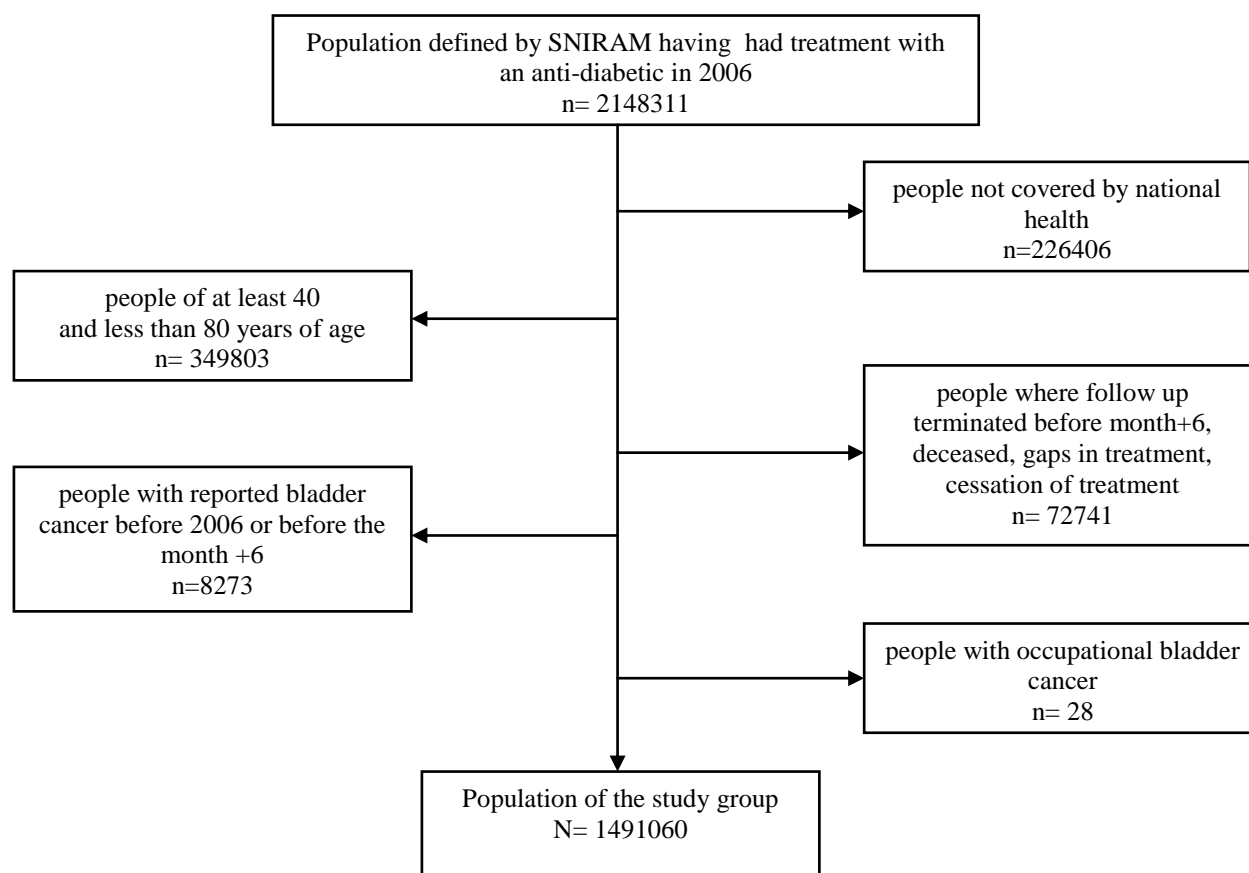 Population defined by SNIRAM having had treatment with
an anti-diabetic in 2006
n= 2148311
people not covered by national
health
n=226406
people of at least 40
and less than 80 years of age
n= 349803
people where follow up
terminated before month+6,
deceased, gaps in treatment,
cessation of treatment
n= 72741
people with reported bladder
cancer before 2006 or before the
month +6
n=8273
people with occupational bladder
cancer
n= 28
Population of the study group
N= 1491060